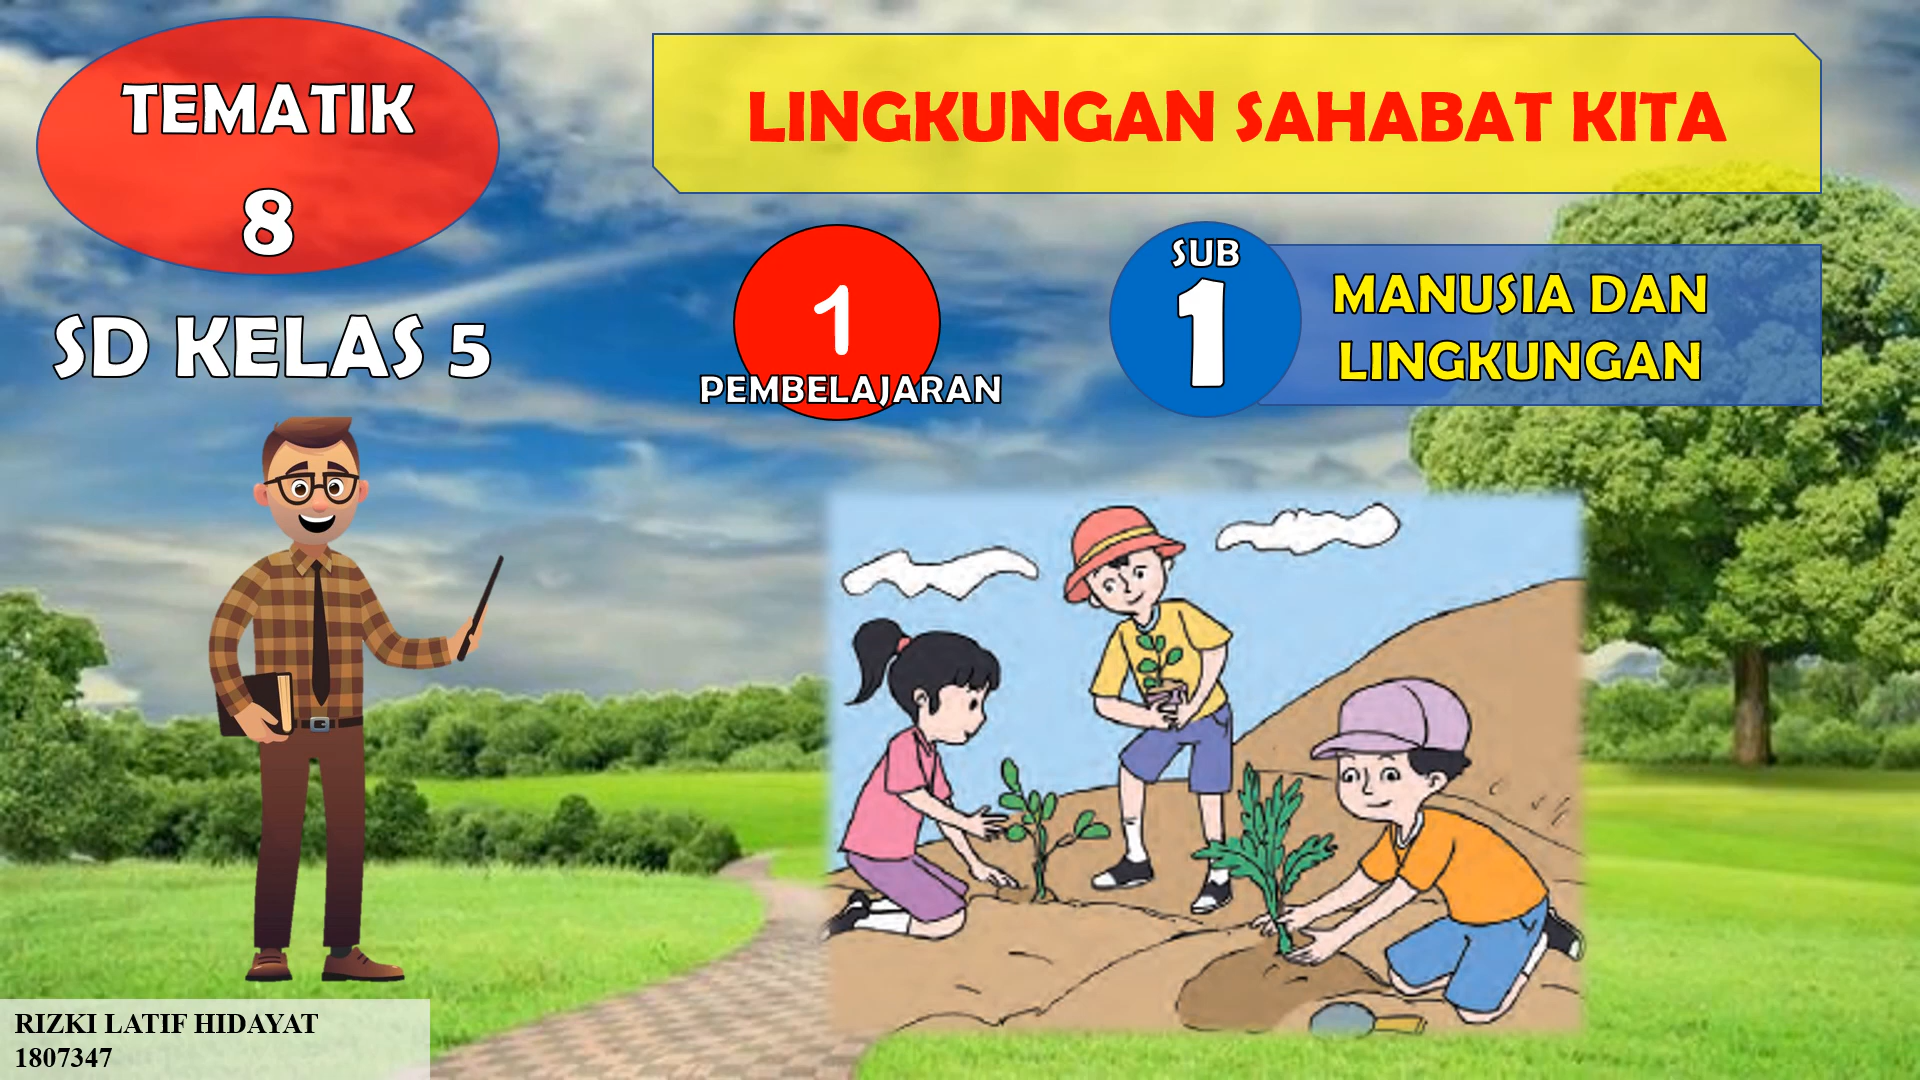 TEMATIK
8
SD KELAS 5
LINGKUNGAN SAHABAT KITA
1
PEMBELAJARAN
SUB
1
MANUSIA DAN
LINGKUNGAN
RIZKI LATIF HIDAYAT
1807347